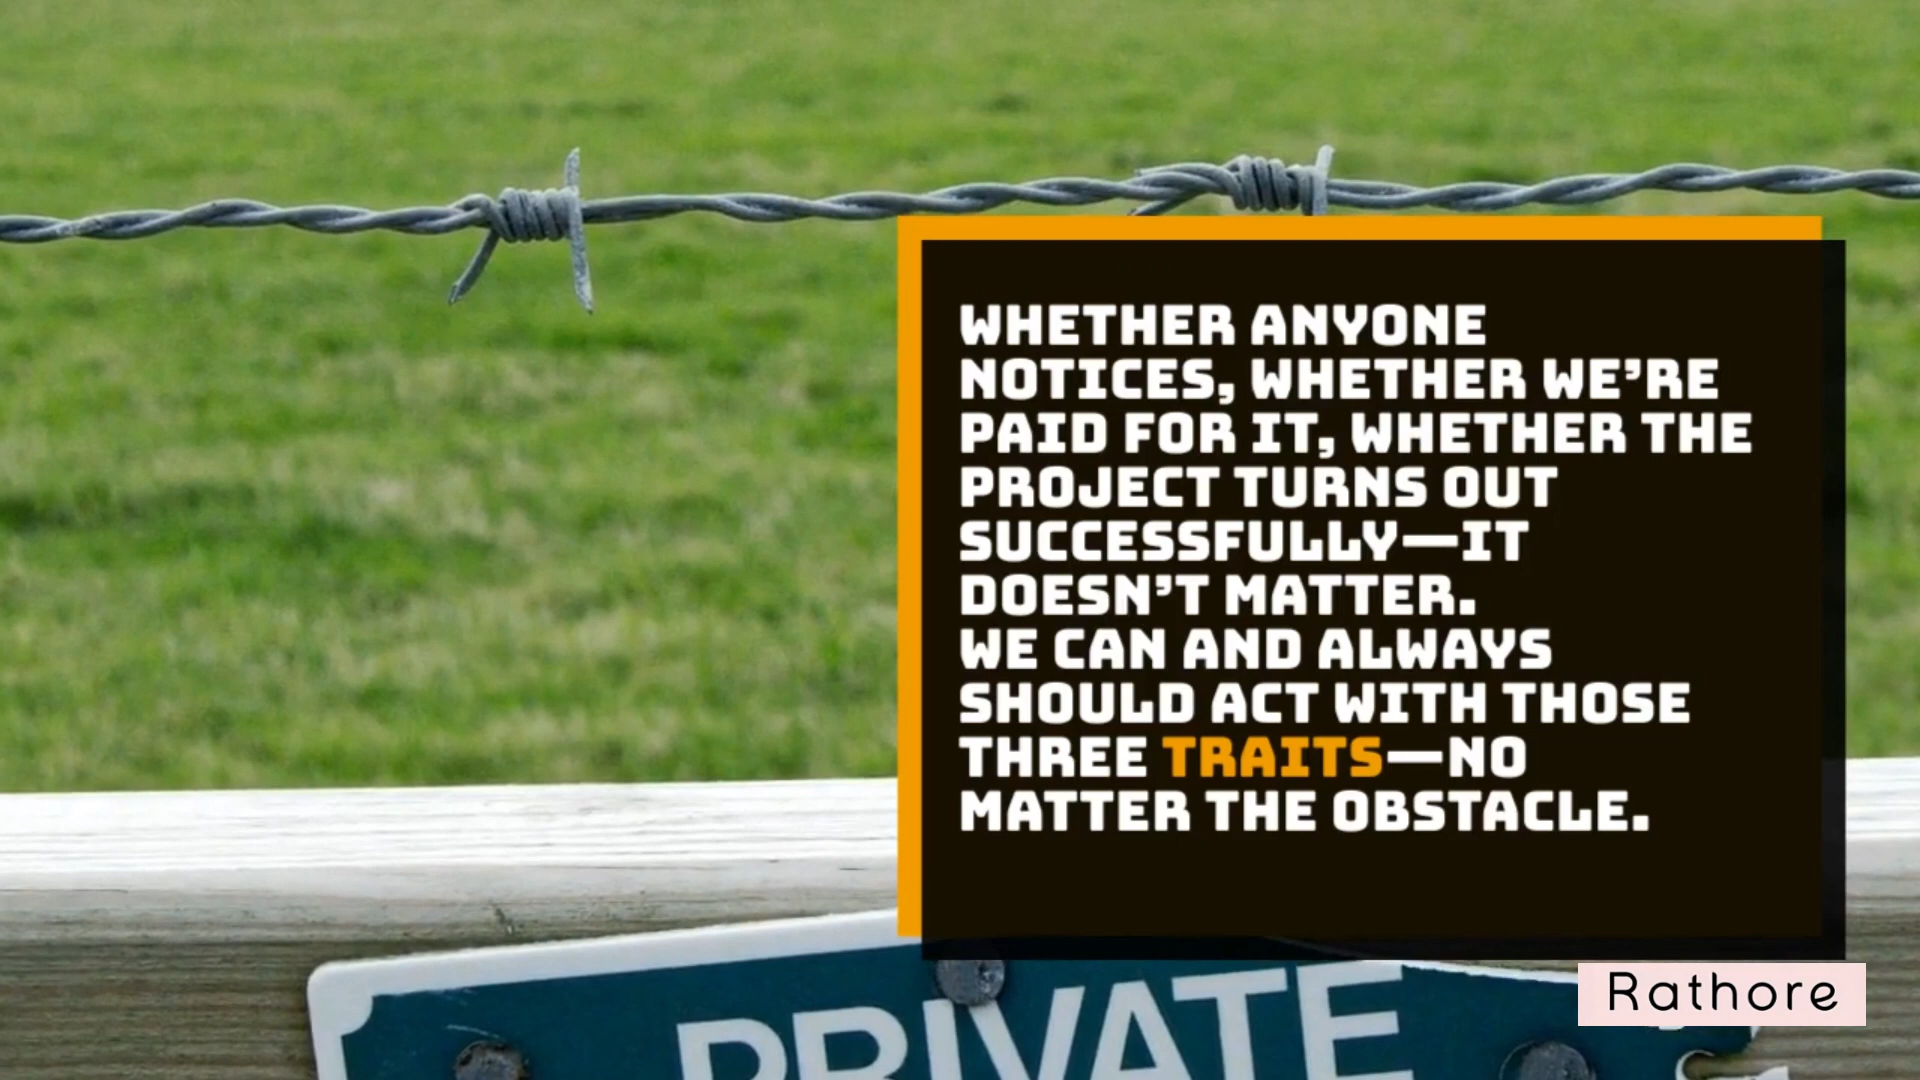 WHETHER ANYONE
NOTICES, WHETHER WE'RE
PAID FOR IT, WHETHER THE
PROJECT TURNS OUT
SUCCESSFULLY—IT
DOESN'T MATTER.
WE CAN AND ALWAYS
SHOULD ACT WITH THOSE
THREE TRAITS—NO
MATTER THE OBSTACLE.
Rathore
PRIVATE